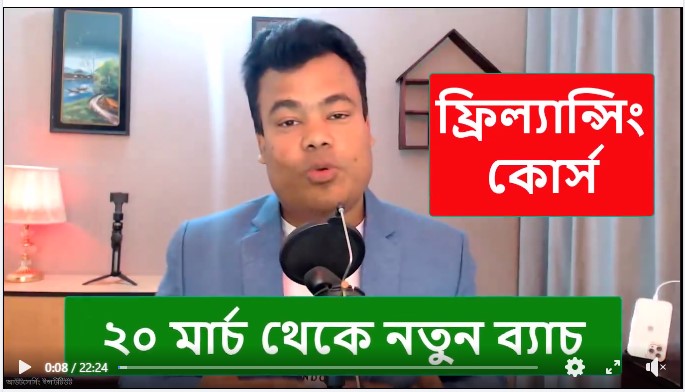 ফ্রিল্যান্সিং
কোর্স
২০ মার্চ থেকে নতুন ব্যাচ
0:08 / 22:24